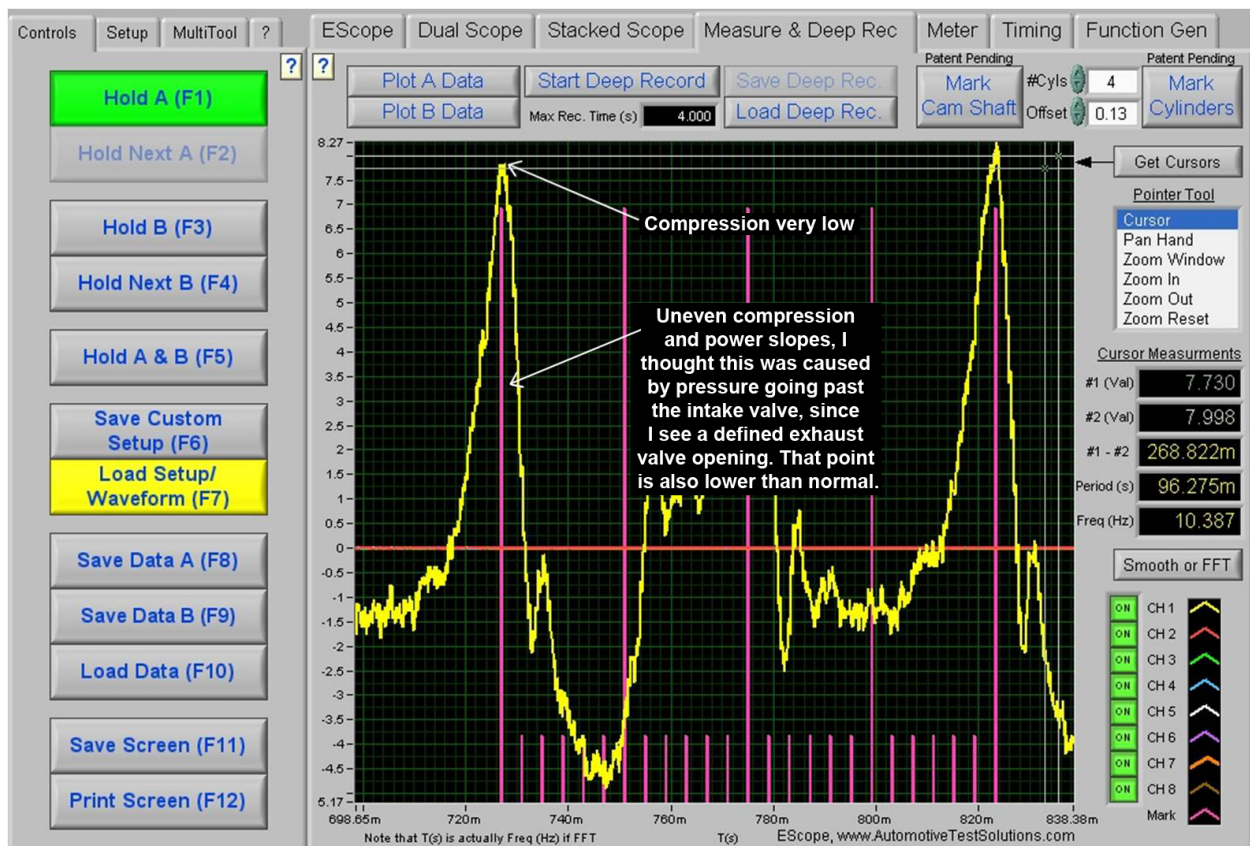 Controls
Setup
MultiTool
?
EScope
Dual Scope
Stacked Scope
Measure & Deep Rec
Meter
Timing
Function Gen
?
?
Hold A (F1)
Hold Next A (F2)
Hold B (F3)
Hold Next B (F4)
Hold A & B (F5)
Save Custom
Setup (F6)
Load Setup/
Waveform (F7)
Save Data A (F8)
Save Data B (F9)
Load Data (F10)
Save Screen (F11)
Print Screen (F12)
Plot A Data
Start Deep Record
Save Deep Rec.
Plot B Data
Max Rec. Time (s)
4.000
Load Deep Rec.
Patent Pending
Mark
Cam Shaft
#Cyls
4
Offset
0.13
Patent Pending
Mark
Cylinders
8.27
7.5
7
6.5
6
5.5
5
4.5
4
3.5
3
2.5
2
1.5
1
0.5
0
-0.5
-1
-1.5
-2
-2.5
-3
-3.5
-4
-4.5
5.17
Compression very low
Uneven compression
and power slopes, I
thought this was caused
by pressure going past
the intake valve, since
I see a defined exhaust
valve opening. That point
is also lower than normal.
698.65m
720m
740m
760m
780m
800m
820m
838.38m
Note that T(s) is actually Freq (Hz) if FFT
T(s)
EScope, www.AutomotiveTestSolutions.com
Get Cursors
Pointer Tool
Cursor
Pan Hand
Zoom Window
Zoom In
Zoom Out
Zoom Reset
Cursor Measurments
#1 (Val)
7.730
#2 (Val)
7.998
#1 - #2
268.822m
Period (s)
96.275m
Freq (Hz)
10.387
Smooth or FFT
ON CH 1
ON CH 2
ON CH 3
ON CH 4
ON CH 5
ON CH 6
ON CH 7
ON CH 8
Mark